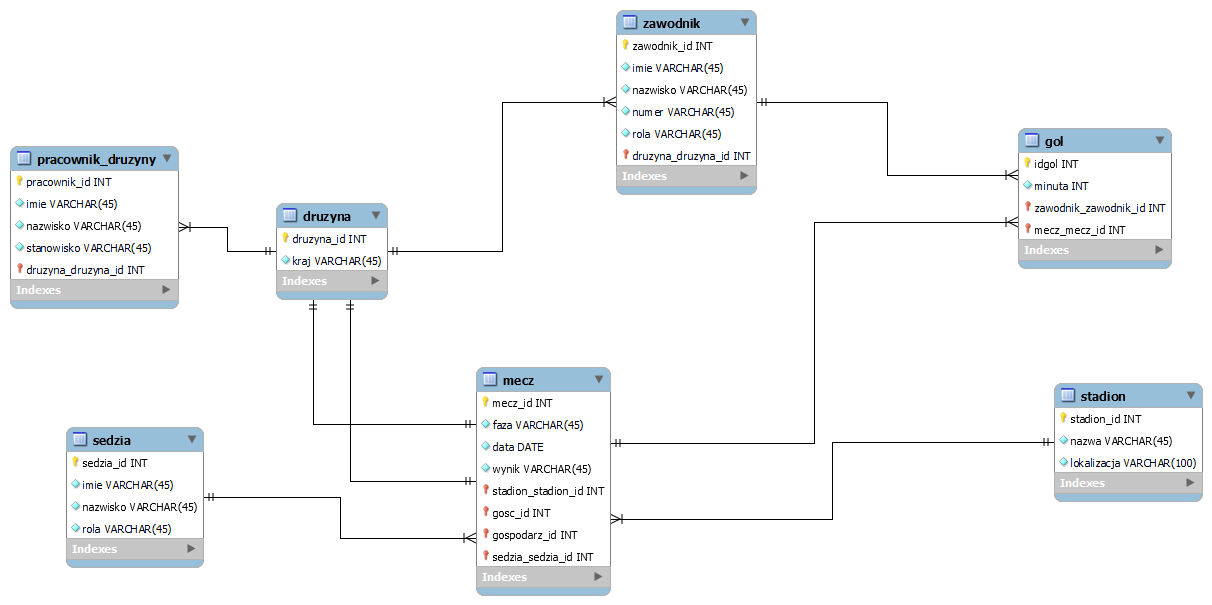 zawodnik
zawodnik_id INT
imie VARCHAR(45)
nazwisko VARCHAR(45)
numer VARCHAR(45)
rola VARCHAR(45)
druzyna_druzyna_id INT
Indexes
gol
idgol INT
minuta INT
zawodnik_zawodnik_id INT
mecz_mecz_id INT
Indexes
pracownik_druzyny
pracownik_id INT
imie VARCHAR(45)
nazwisko VARCHAR(45)
stanowisko VARCHAR(45)
druzyna_druzyna_id INT
Indexes
druzyna
druzyna_id INT
kraj VARCHAR(45)
Indexes
mecz
mecz_id INT
faza VARCHAR(45)
data DATE
wynik VARCHAR(45)
stadion_stadion_id INT
gosc_id INT
gospodarz_id INT
sedzia_sedzia_id INT
Indexes
stadion
stadion_id INT
nazwa VARCHAR(45)
lokalizacja VARCHAR(100)
Indexes
sedzia
sedzia_id INT
imie VARCHAR(45)
nazwisko VARCHAR(45)
rola VARCHAR(45)
Indexes